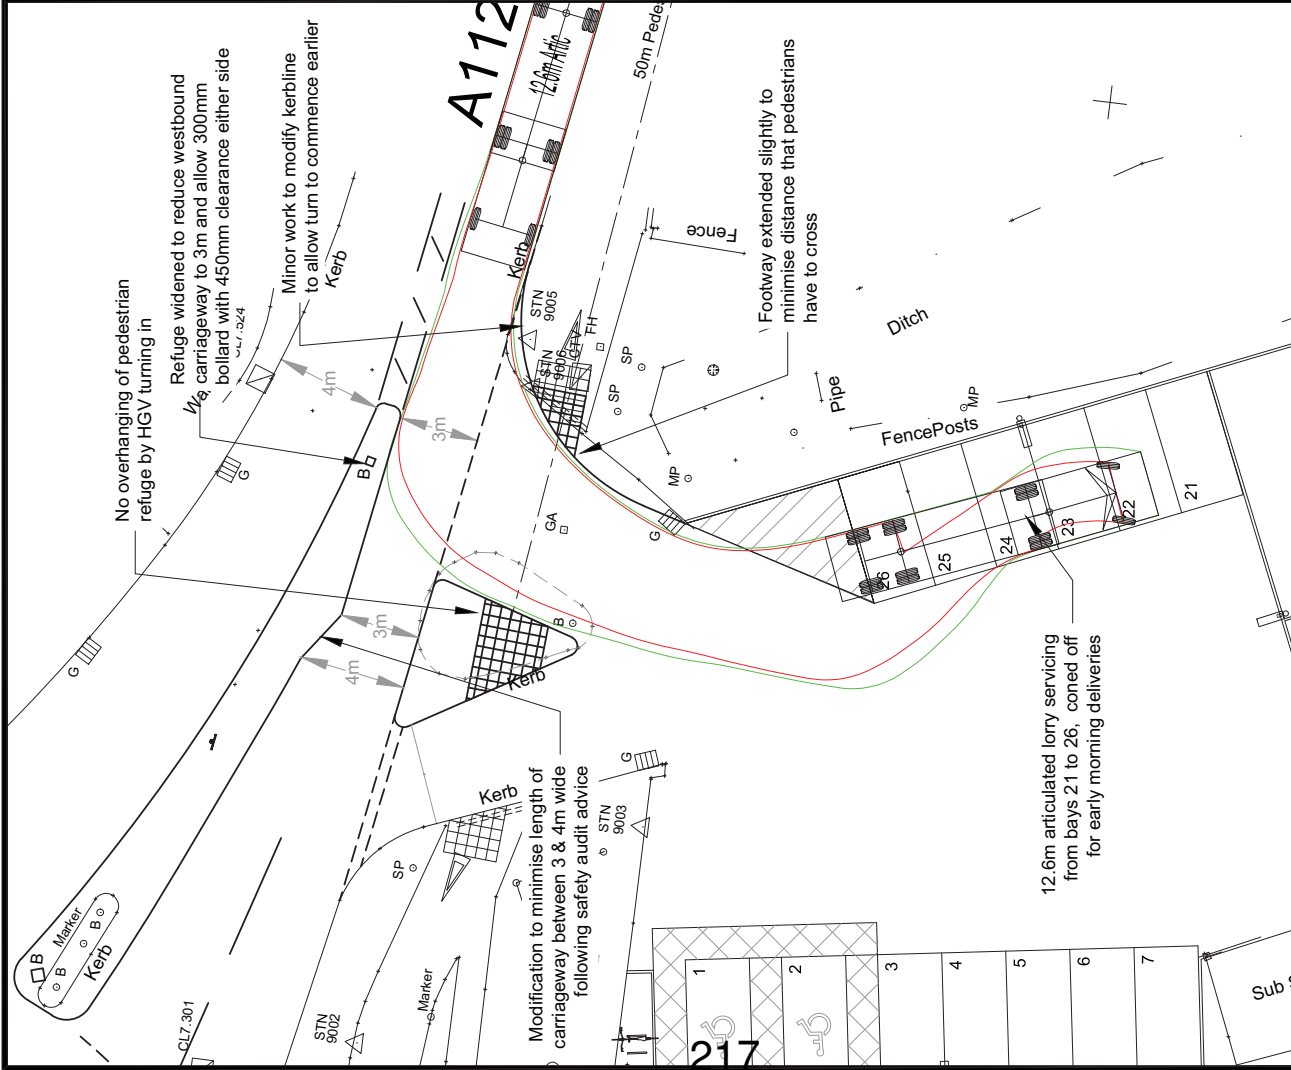 No overhanging of pedestrian
refuge by HGV turning in
Refuge widened to reduce westbound
carriageway to 3m and allow 300mm
bollard with 450mm clearance either side
Minor work to modify kerbline
to allow turn to commence earlier
A112
12.6m Artic
50m Pedes
Footway extended slightly to
minimise distance that pedestrians
have to cross
Kerb
Kerb
Fence
STN
9005
STN
9006
CTV
FH
SP
SP
Ditch
Pipe
MP
FencePosts
MP
G
G
G
4m
3m
B
GA
3m
4m
B
Kerb
21
22
23
24
25
26
12.6m articulated lorry servicing
from bays 21 to 26, coned off
for early morning deliveries
Modification to minimise length of
carriageway between 3 & 4m wide
following safety audit advice
Kerb
G
STN
9003
SP
Marker
B
B
B
Kerb
CL7.301
STN
9002
Marker
1
2
3
4
5
6
7
217
Sub